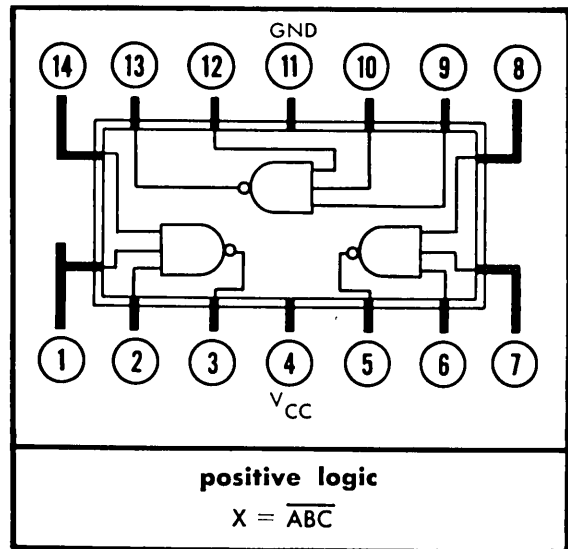 GND
14 13 12 11 10 9 8
1 2 3 4 5 6 7
VCC
positive logic
X = \overline{ABC}